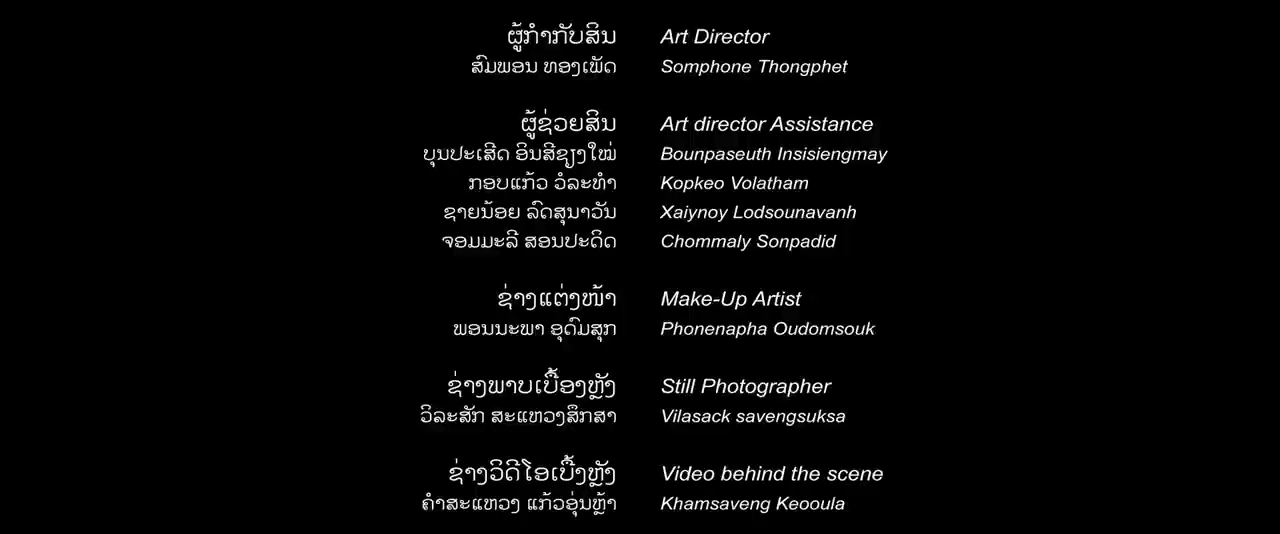 ຜູ້ກຳກັບສິນ Art Director
ສົມພອນ ທອງເພັດ Somphone Thongphet
ຜູ້ຊ່ວຍສິນ Art director Assistance
ບຸນປະເສີດ ອິນສີຊຽງໃໝ່ Bounpaseuth Insisiengmay
ກອບແກ້ວ ວໍລະທຳ Kopkeo Volatham
ຊາຍນ້ອຍ ລົດສຸນາວັນ Xaiynoy Lodsounavanh
ຈອມມະລີ ສອນປະດິດ Chommaly Sonpadid
ຊ່າງແຕ່ງໜ້າ Make-Up Artist
ພອນນະພາ ອຸດົມສຸກ Phonenapha Oudomsouk
ຊ່າງພາບເບື້ອງຫຼັງ Still Photographer
ວິລະສັກ ສະແຫວງສຶກສາ Vilasack savengsuksa
ຊ່າງວິດີໂອເບື້ງຫຼັງ Video behind the scene
ຄຳສະແຫວງ ແກ້ວອຸ່ນຫຼ້າ Khamsaveng Keooula